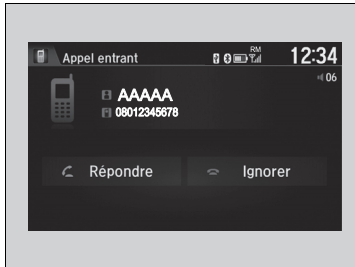 Appel entrant RM 12:34
06
AAAAA
08012345678
Répondre Ignorer